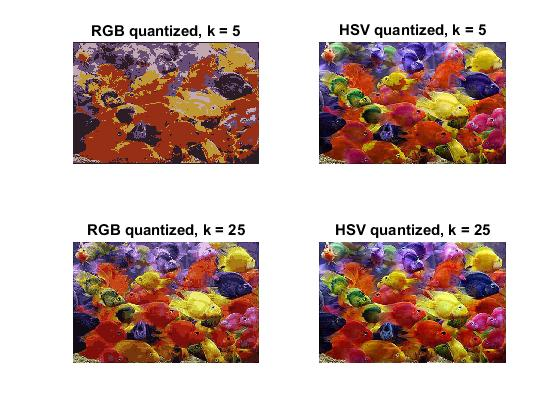 RGB quantized, k = 5
HSV quantized, k = 5
RGB quantized, k = 25
HSV quantized, k = 25